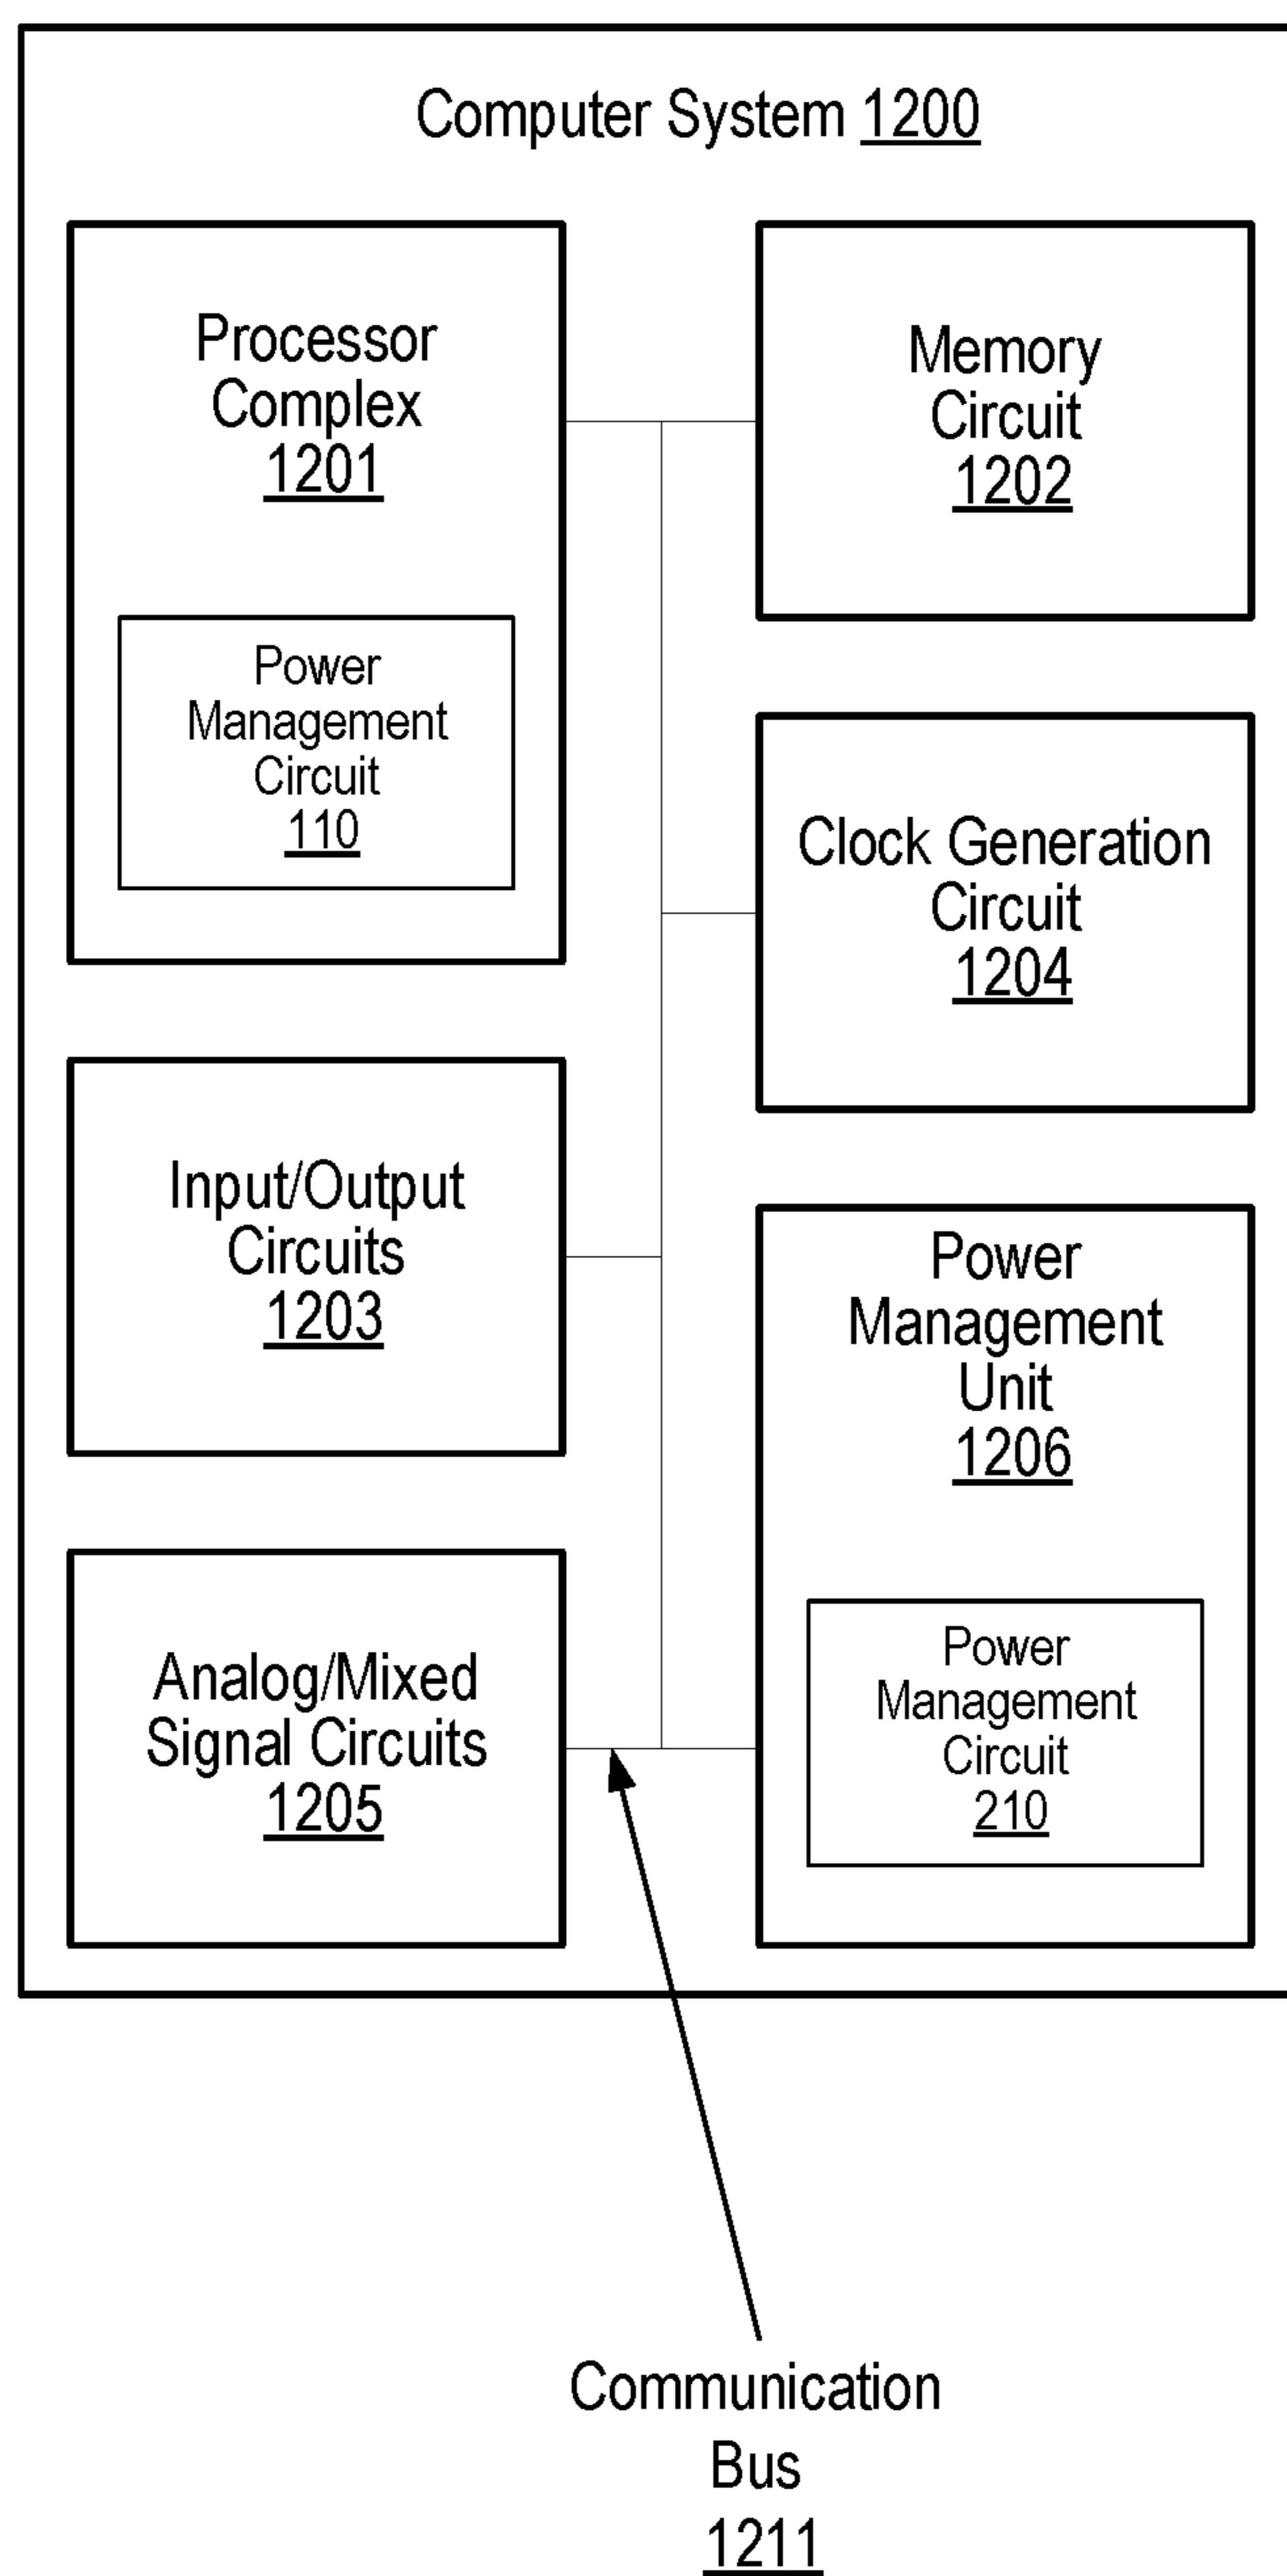 Computer System 1200
Processor
Complex
1201
Power
Management
Circuit
110
Memory
Circuit
1202
Clock Generation
Circuit
1204
Input/Output
Circuits
1203
Power
Management
Unit
1206
Power
Management
Circuit
210
Analog/Mixed
Signal Circuits
1205
Communication
Bus
1211